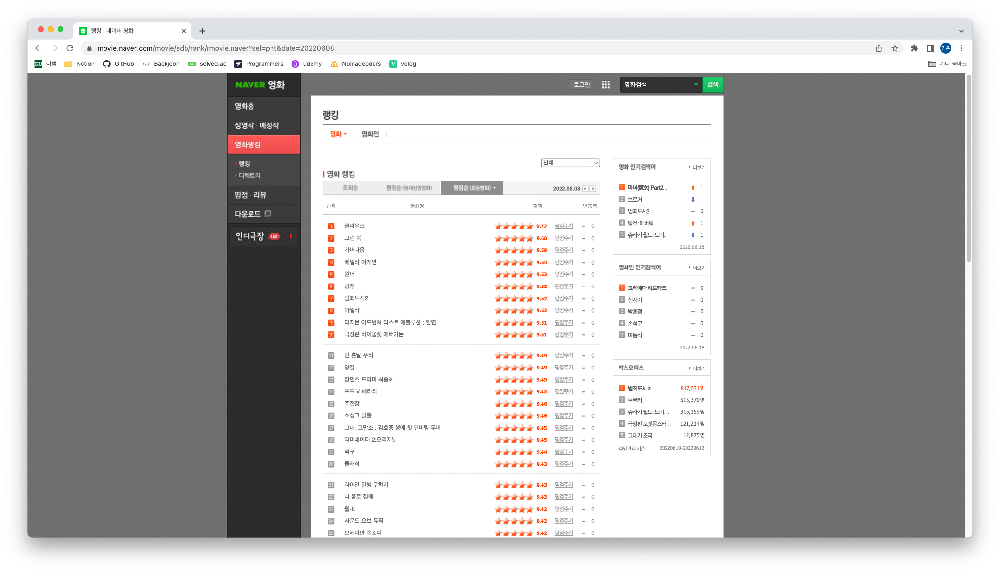 랭킹 : 네이버 영화
movie.naver.com/movie/sdb/rank/rmovie.naver?sel=pnt&date=20220608
경은
KU 이캠 Notion GitHub </> Baekjoon AC solved.ac Programmers udemy Nomadcoders velog 기타 북마크
NAVER 영화
로그인 영화검색 검색
영화홈
상영작 · 예정작
영화랭킹
랭킹
디렉토리
평점 · 리뷰
다운로드
인디극장 up
랭킹
영화 영화인
전체
영화 랭킹
조회순 평점순 (현재상영영화) 평점순 (모든영화) 2022.06.08
순위 영화명 평점 변동폭
1 클라우스 9.77 평점주기 0
2 그린 북 9.60 평점주기 0
3 가버나움 9.59 평점주기 0
4 베일리 어게인 9.53 평점주기 0
5 원더 9.53 평점주기 0
6 밥정 9.53 평점주기 0
7 범죄도시2 9.52 평점주기 0
8 아일라 9.52 평점주기 0
9 디지몬 어드벤처 라스트 에볼루션 : 인연 9.51 평점주기 0
10 극장판 바이올렛 에버가든 9.51 평점주기 0
11 먼 훗날 우리 9.49 평점주기 0
12 당갈 9.49 평점주기 0
13 장민호 드라마 최종회 9.49 평점주기 0
14 포드 V 페라리 9.48 평점주기 0
15 주전장 9.46 평점주기 0
16 쇼생크 탈출 9.46 평점주기 0
17 그대, 고맙소 : 김호중 생애 첫 팬미팅 무비 9.45 평점주기 0
18 터미네이터 2:오리지널 9.45 평점주기 0
19 덕구 9.44 평점주기 0
20 클래식 9.43 평점주기 0
21 라이언 일병 구하기 9.43 평점주기 0
22 나 홀로 집에 9.43 평점주기 0
23 월-E 9.42 평점주기 0
24 사운드 오브 뮤직 9.42 평점주기 0
25 보헤미안 랩소디 9.42 평점주기 0
영화 인기검색어 더보기
1 마녀(魔女) Part2. .. 1
2 브로커 1
3 범죄도시2 0
4 탑건: 매버릭 1
5 쥬라기 월드: 도미.. 1
2022.06.18
영화인 인기검색어 더보기
1 고레에다 히로카즈 0
2 신시아 0
3 박훈정 0
4 손석구 0
5 마동석 0
2022.06.18
박스오피스 더보기
1 범죄도시 2 817,031명
2 브로커 515,370명
3 쥬라기 월드: 도미... 316,159명
4 극장판 포켓몬스터... 121,214명
5 그대가 조국 12,875명
주말관객 기준 20220610-20220612